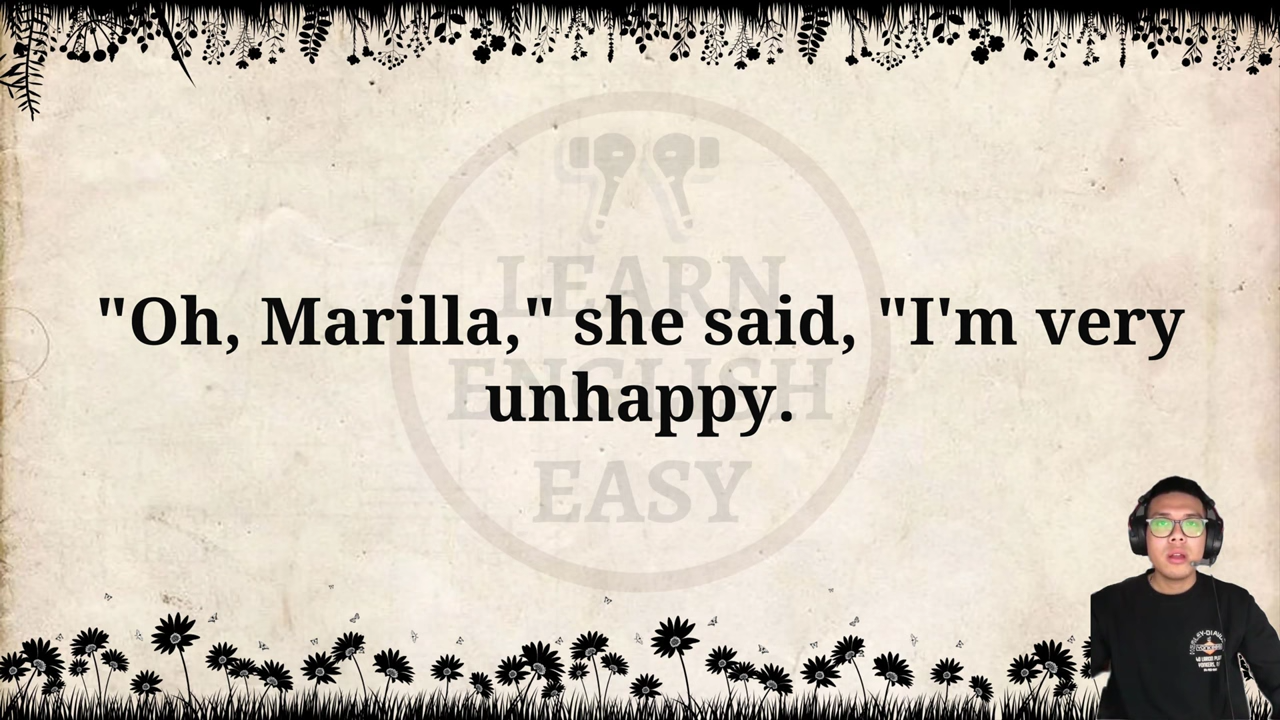 LEARN
"Oh, Marilla," she said, "I'm very
ENGLISH
unhappy.
EASY